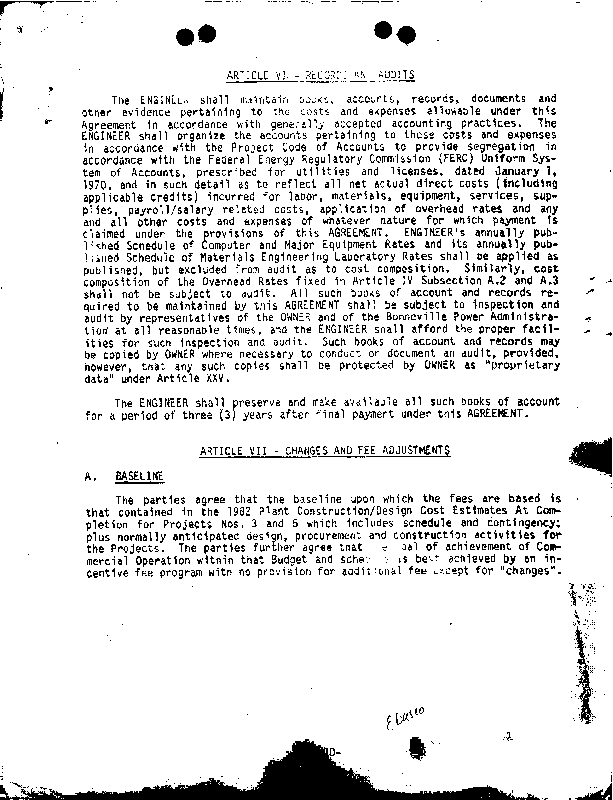 ARTICLE VI - RECORDS AN AUDITS
The ENGINEER shall maintain books, accounts, records, documents and
other evidence pertaining to the costs and expenses allowable under this
Agreement in accordance with generally accepted accounting practices. The
ENGINEER shall organize the accounts pertaining to those costs and expenses
in accordance with the Project Code of Accounts to provide segregation in
accordance with the Federal Energy Regulatory Commission (FERC) Uniform Sys-
tem of Accounts, prescribed for utilities and licenses, dated January 1,
1970, and in such detail as to reflect all net actual direct costs (including
applicable credits) incurred for labor, materials, equipment, services, sup-
plies, payroll/salary related costs, application of overhead rates and any
and all other costs and expenses of whatever nature for which payment is
claimed under the provisions of this AGREEMENT. ENGINEER's annually pub-
lished Schedule of Computer and Major Equipment Rates and its annually pub-
lished Schedule of Materials Engineering Laboratory Rates shall be applied as
published, but excluded from audit as to cost composition. Similarly, cost
composition of the Overhead Rates fixed in Article IV Subsection A.2 and A.3
shall not be subject to audit. All such books of account and records re-
quired to be maintained by this AGREEMENT shall be subject to inspection and
audit by representatives of the OWNER and of the Bonneville Power Administra-
tion at all reasonable times, and the ENGINEER shall afford the proper facil-
ities for such inspection and audit. Such books of account and records may
be copied by OWNER where necessary to conduct or document an audit, provided,
however, that any such copies shall be protected by OWNER as "proprietary
data" under Article XXV.
The ENGINEER shall preserve and make available all such books of account
for a period of three (3) years after final payment under this AGREEMENT.
ARTICLE VII - CHANGES AND FEE ADJUSTMENTS
A. BASELINE
The parties agree that the baseline upon which the fees are based is
that contained in the 1982 Plant Construction/Design Cost Estimates At Com-
pletion for Projects Nos. 3 and 5 which includes schedule and contingency;
plus normally anticipated design, procurement and construction activities for
the Projects. The parties further agree that of achievement of Com-
mercial Operation within that Budget and is best achieved by an in-
centive fee program with no provision for additional fee except for "changes".
Ebasco
2